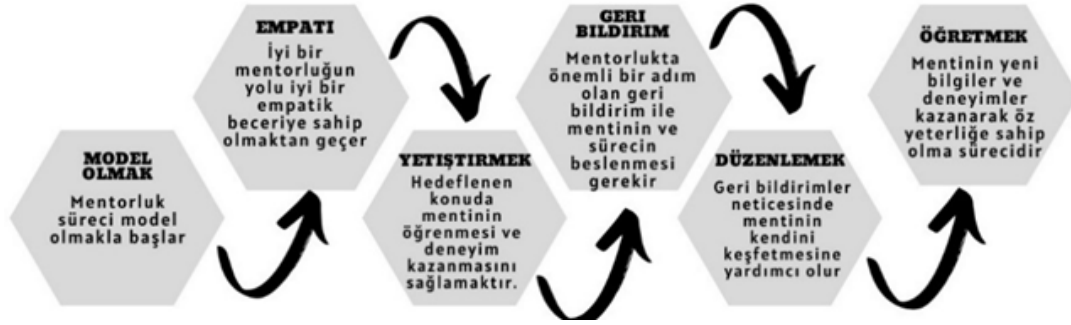 MODEL
OLMAK
Mentorluk
süreci model
olmakla başlar
EMPATI
İyi bir
mentorluğun
yolu iyi bir
empatik
beceriye sahip
olmaktan geçer
YETIŞTIRMEK
Hedeflenen
konuda
mentinin
öğrenmesi ve
deneyim
kazanmasını
sağlamaktır.
GERI
BILDIRIM
Mentorlukta
önemli bir adım
olan geri
bildirim ile
mentinin ve
sürecin
beslenmesi
gerekir
DÜZENLEMEK
Geri bildirimler
neticesinde
mentinin
kendini
keşfetmesine
yardımcı olur
ÖĞRETMEK
Mentinin yeni
bilgiler ve
deneyimler
kazanarak öz
yeterliğe sahip
olma sürecidir